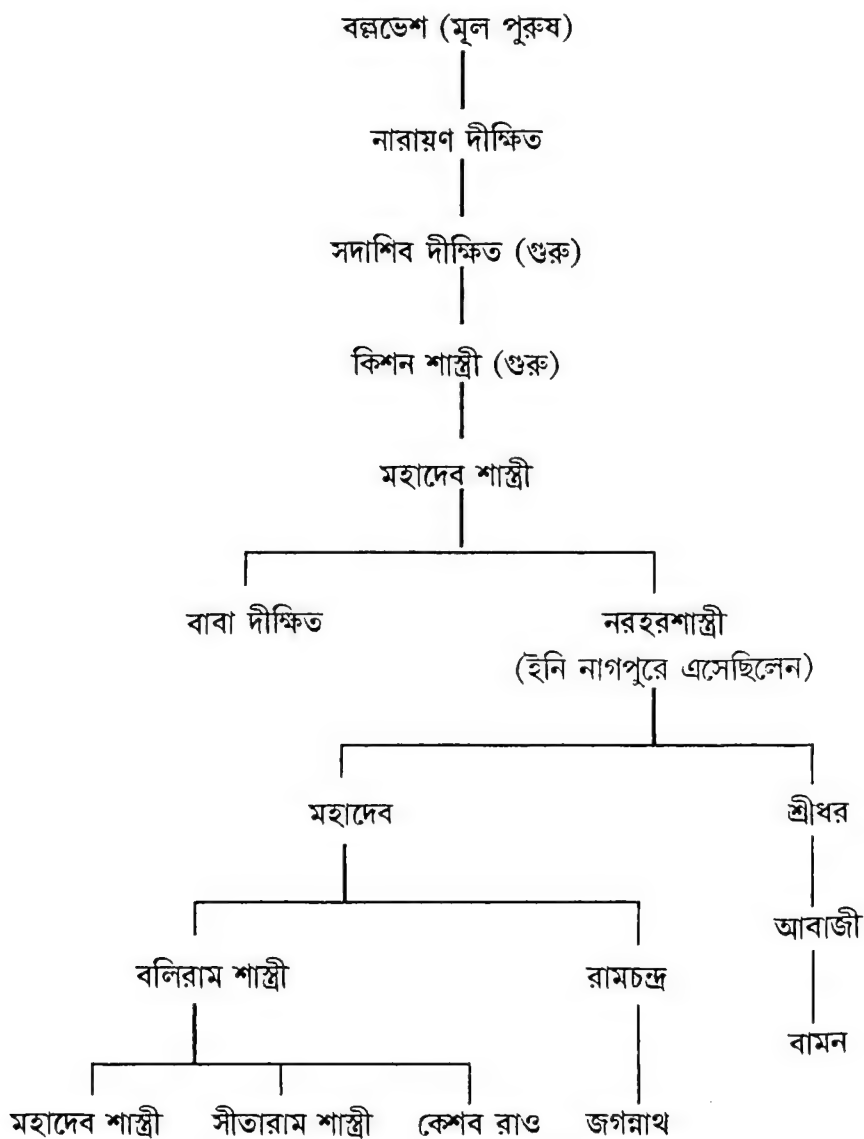 বল্লভেশ (মূল পুরুষ)
নারায়ণ দীক্ষিত
সদাশিব দীক্ষিত (গুরু)
কিশন শাস্ত্রী (গুরু)
মহাদেব শাস্ত্রী
বাবা দীক্ষিত নরহরশাস্ত্রী
(ইনি নাগপুরে এসেছিলেন)
মহাদেব শ্রীধর
আবাজী
বলিরাম শাস্ত্রী রামচন্দ্র
বামন
মহাদেব শাস্ত্রী সীতারাম শাস্ত্রী কেশব রাও জগন্নাথ